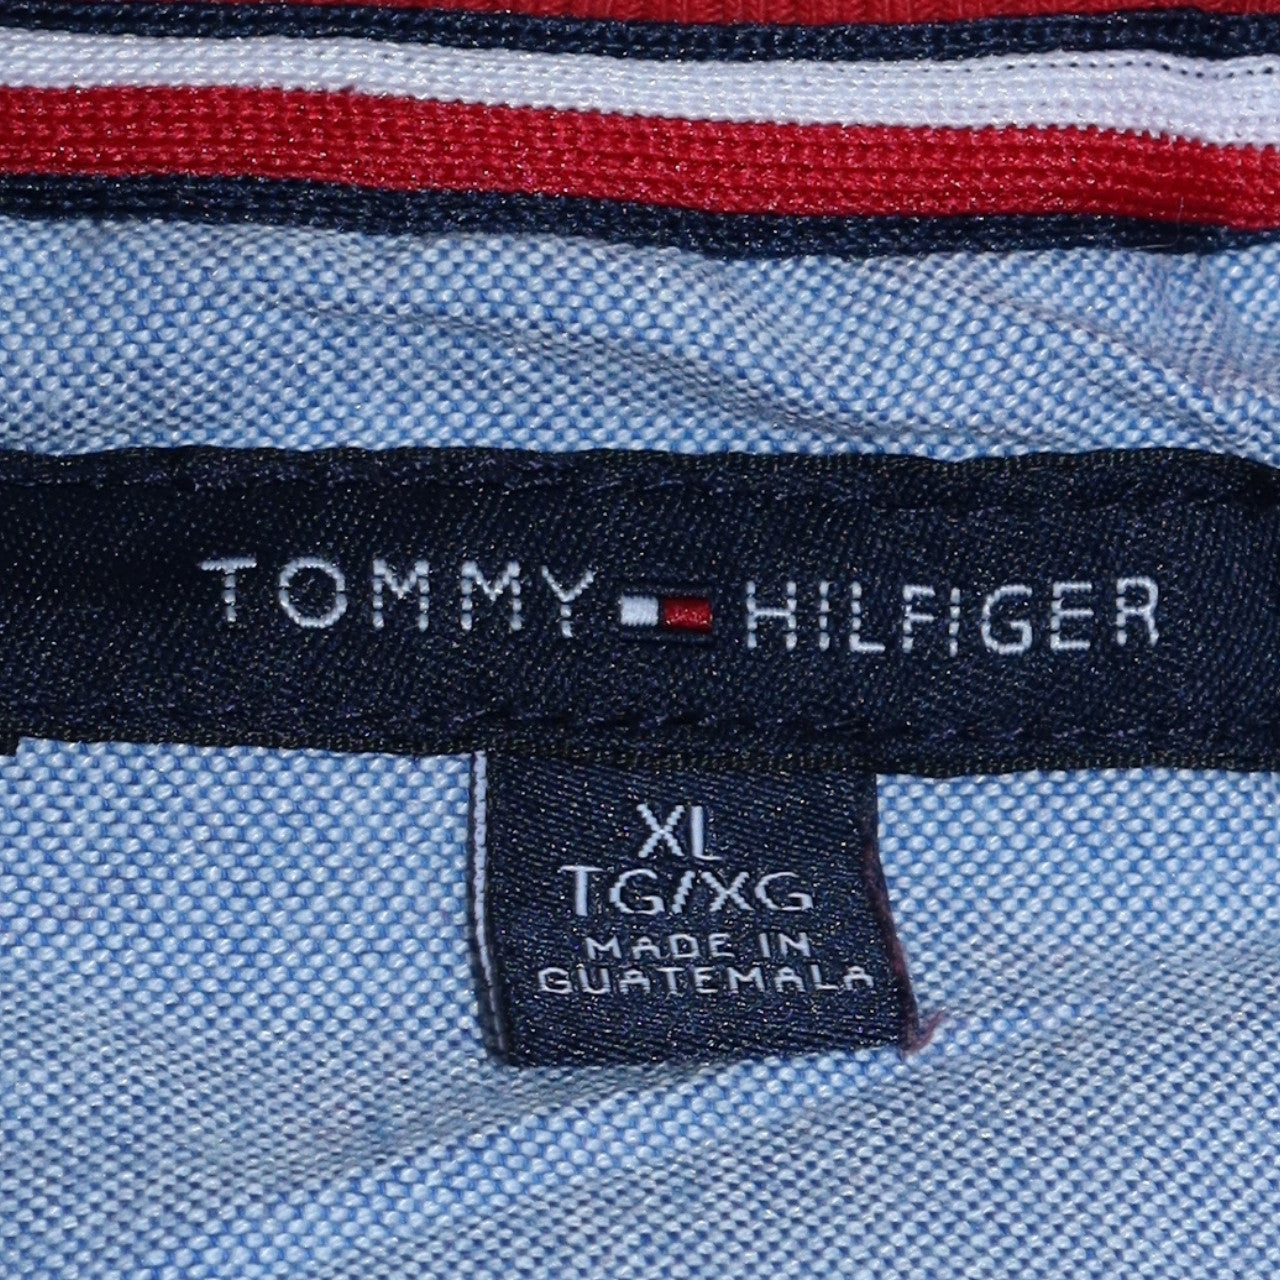 TOMMY HILFIGER
XL
TG/XG
MADE IN
GUATEMALA